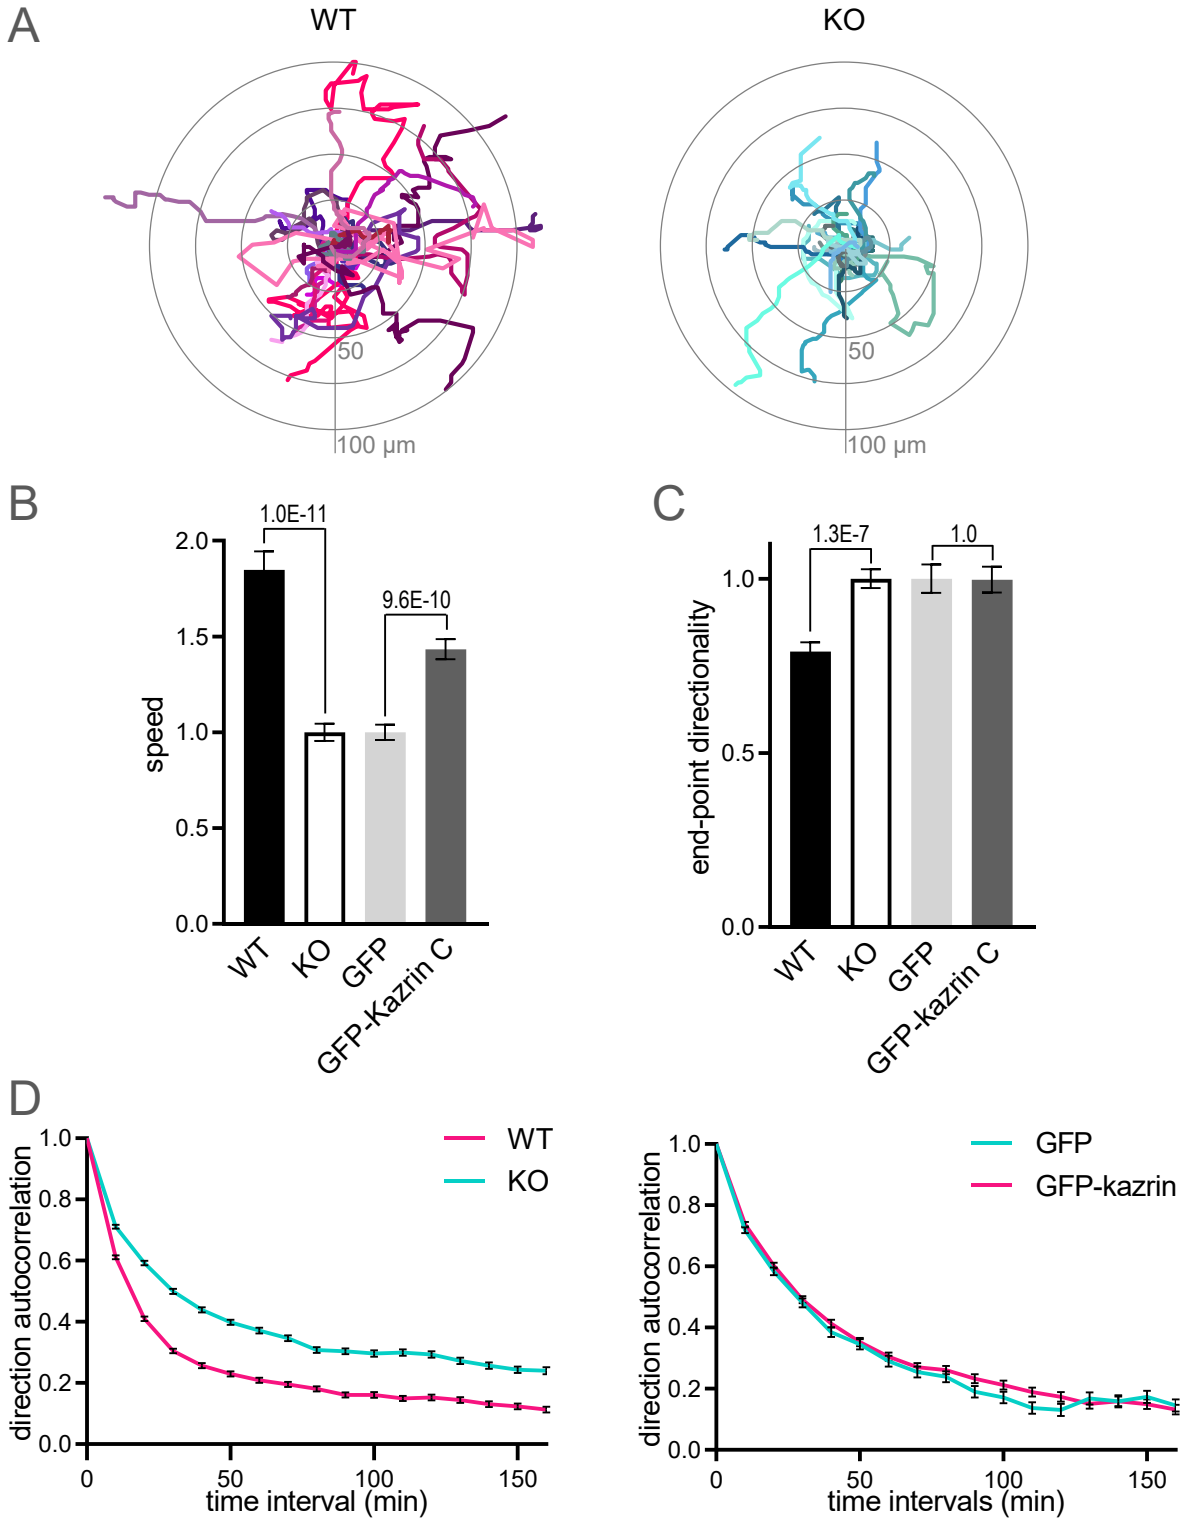 A
WT
KO
50
100 µm
50
100 µm
B
1.0E-11
9.6E-10
2.0
1.5
1.0
0.5
0.0
speed
WT
KO
GFP
GFP-Kazrin C
C
1.3E-7
1.0
1.0
0.5
0.0
end-point directionality
WT
KO
GFP
GFP-kazrin C
D
WT
KO
1.0
0.8
0.6
0.4
0.2
0.0
direction autocorrelation
0
50
100
150
time interval (min)
GFP
GFP-kazrin
1.0
0.8
0.6
0.4
0.2
0.0
direction autocorrelation
0
50
100
150
time intervals (min)